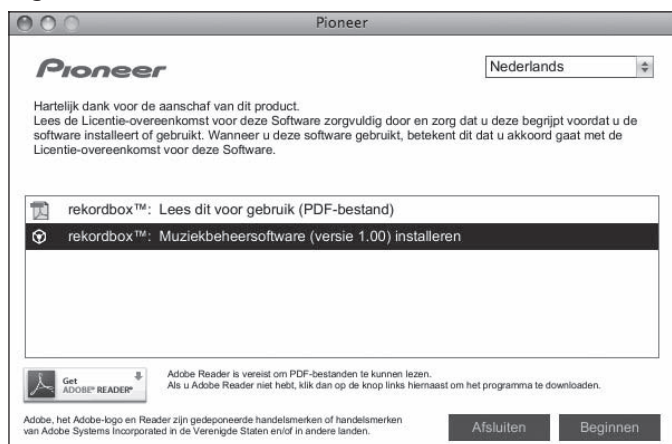 Pioneer
Pioneer
Nederlands
Hartelijk dank voor de aanschaf van dit product.
Lees de Licentie-overeenkomst voor deze Software zorgvuldig door en zorg dat u deze begrijpt voordat u de
software installeert of gebruikt. Wanneer u deze software gebruikt, betekent dit dat u akkoord gaat met de
Licentie-overeenkomst voor deze Software.
rekordbox™: Lees dit voor gebruik (PDF-bestand)
rekordbox™: Muziekbeheersoftware (versie 1.00) installeren
Get
ADOBE® READER®
Adobe Reader is vereist om PDF-bestanden te kunnen lezen.
Als u Adobe Reader niet hebt, klik dan op de knop links hiernaast om het programma te downloaden.
Adobe, het Adobe-logo en Reader zijn gedeponeerde handelsmerken of handelsmerken
van Adobe Systems Incorporated in de Verenigde Staten en/of in andere landen.
Afsluiten
Beginnen